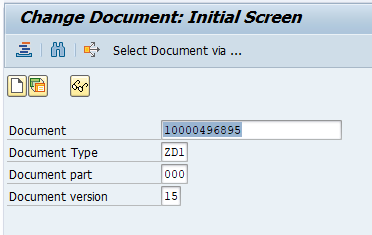 Change Document: Initial Screen
Select Document via ...
Document 10000496895
Document Type ZD1
Document part 000
Document version 15